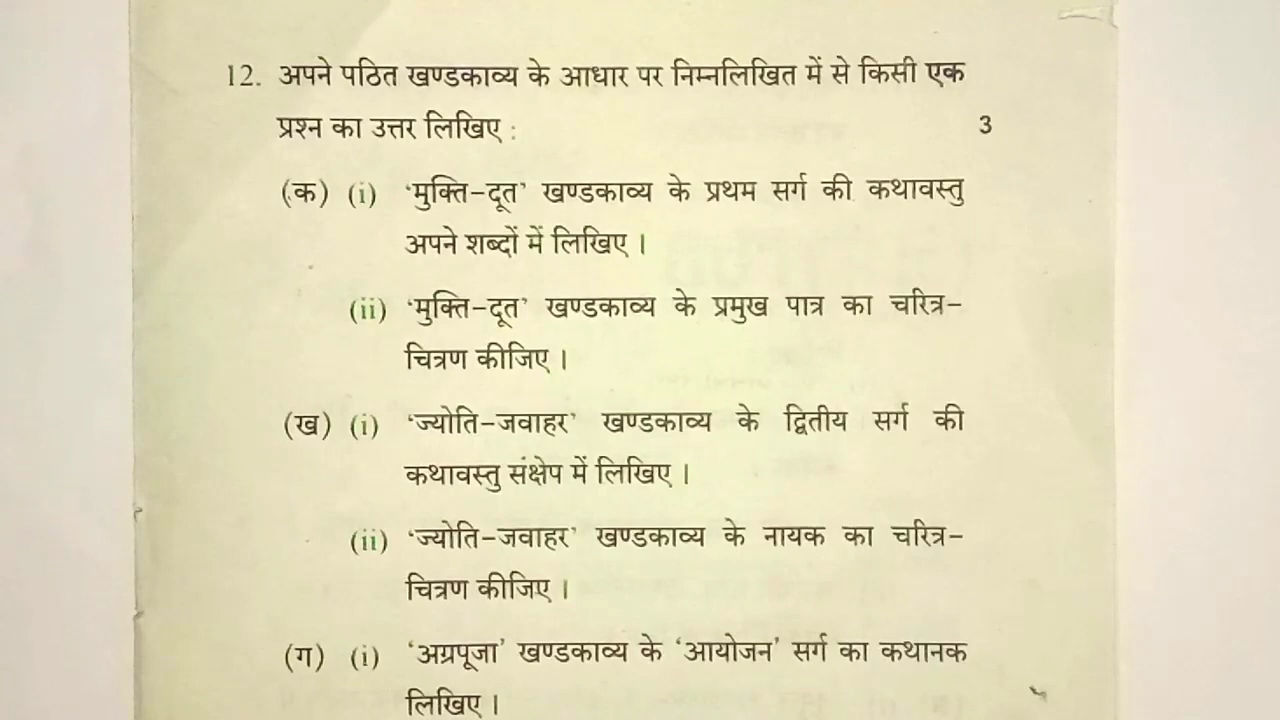 12. अपने पठित खण्डकाव्य के आधार पर निम्नलिखित में से किसी एक
प्रश्न का उत्तर लिखिए : 3
(क) (i) ‘मुक्ति-दूत’ खण्डकाव्य के प्रथम सर्ग की कथावस्तु
अपने शब्दों में लिखिए ।
(ii) ‘मुक्ति-दूत’ खण्डकाव्य के प्रमुख पात्र का चरित्र-
चित्रण कीजिए ।
(ख) (i) ‘ज्योति-जवाहर’ खण्डकाव्य के द्वितीय सर्ग की
कथावस्तु संक्षेप में लिखिए ।
(ii) ‘ज्योति-जवाहर’ खण्डकाव्य के नायक का चरित्र-
चित्रण कीजिए ।
(ग) (i) ‘अग्रपूजा’ खण्डकाव्य के ‘आयोजन’ सर्ग का कथानक
लिखिए ।